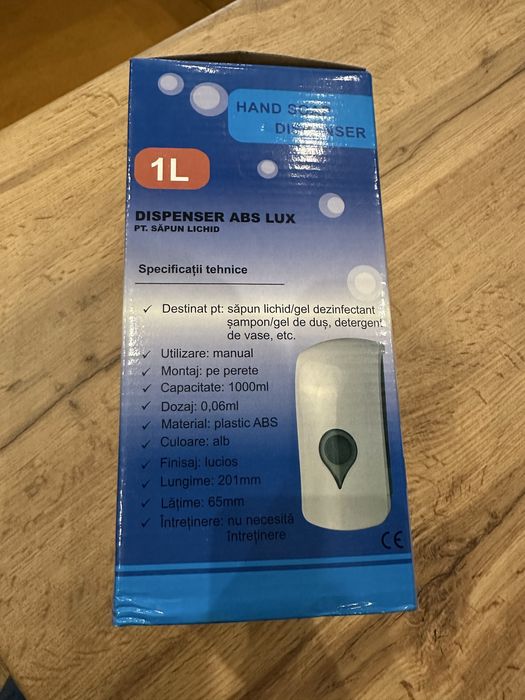 HAND SOAP
DISPENSER
1L
DISPENSER ABS LUX
PT. SĂPUN LICHID
Specificații tehnice
✓ Destinat pt: săpun lichid/gel dezinfectant
șampon/gel de duș, detergent
de vase, etc.
✓ Utilizare: manual
✓ Montaj: pe perete
✓ Capacitate: 1000ml
✓ Dozaj: 0,06ml
✓ Material: plastic ABS
✓ Culoare: alb
✓ Finisaj: lucios
✓ Lungime: 201mm
✓ Lățime: 65mm
✓ Întreținere: nu necesită
întreținere
CE